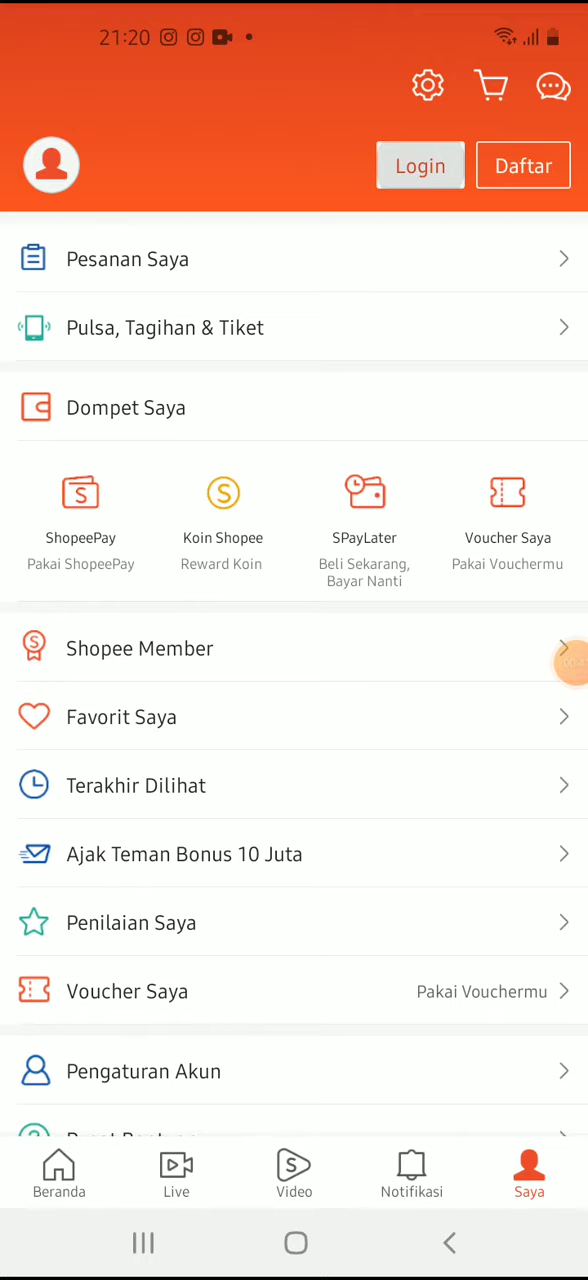 21:20
Login
Daftar
Pesanan Saya
Pulsa, Tagihan & Tiket
Dompet Saya
ShopeePay
Koin Shopee
SPayLater
Voucher Saya
Pakai ShopeePay
Reward Koin
Beli Sekarang,
Bayar Nanti
Pakai Vouchermu
Shopee Member
Favorit Saya
Terakhir Dilihat
Ajak Teman Bonus 10 Juta
Penilaian Saya
Voucher Saya
Pakai Vouchermu
Pengaturan Akun
Beranda
Live
Video
Notifikasi
Saya